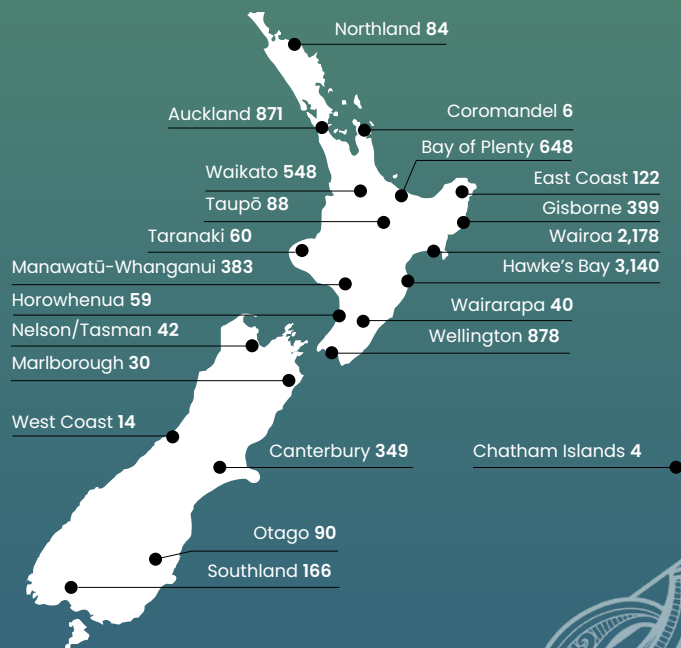 Northland 84
Auckland 871
Coromandel 6
Bay of Plenty 648
Waikato 548
East Coast 122
Taupō 88
Gisborne 399
Taranaki 60
Wairoa 2,178
Manawatū-Whanganui 383
Hawke's Bay 3,140
Horowhenua 59
Wairarapa 40
Nelson/Tasman 42
Wellington 878
Marlborough 30
West Coast 14
Canterbury 349
Chatham Islands 4
Otago 90
Southland 166